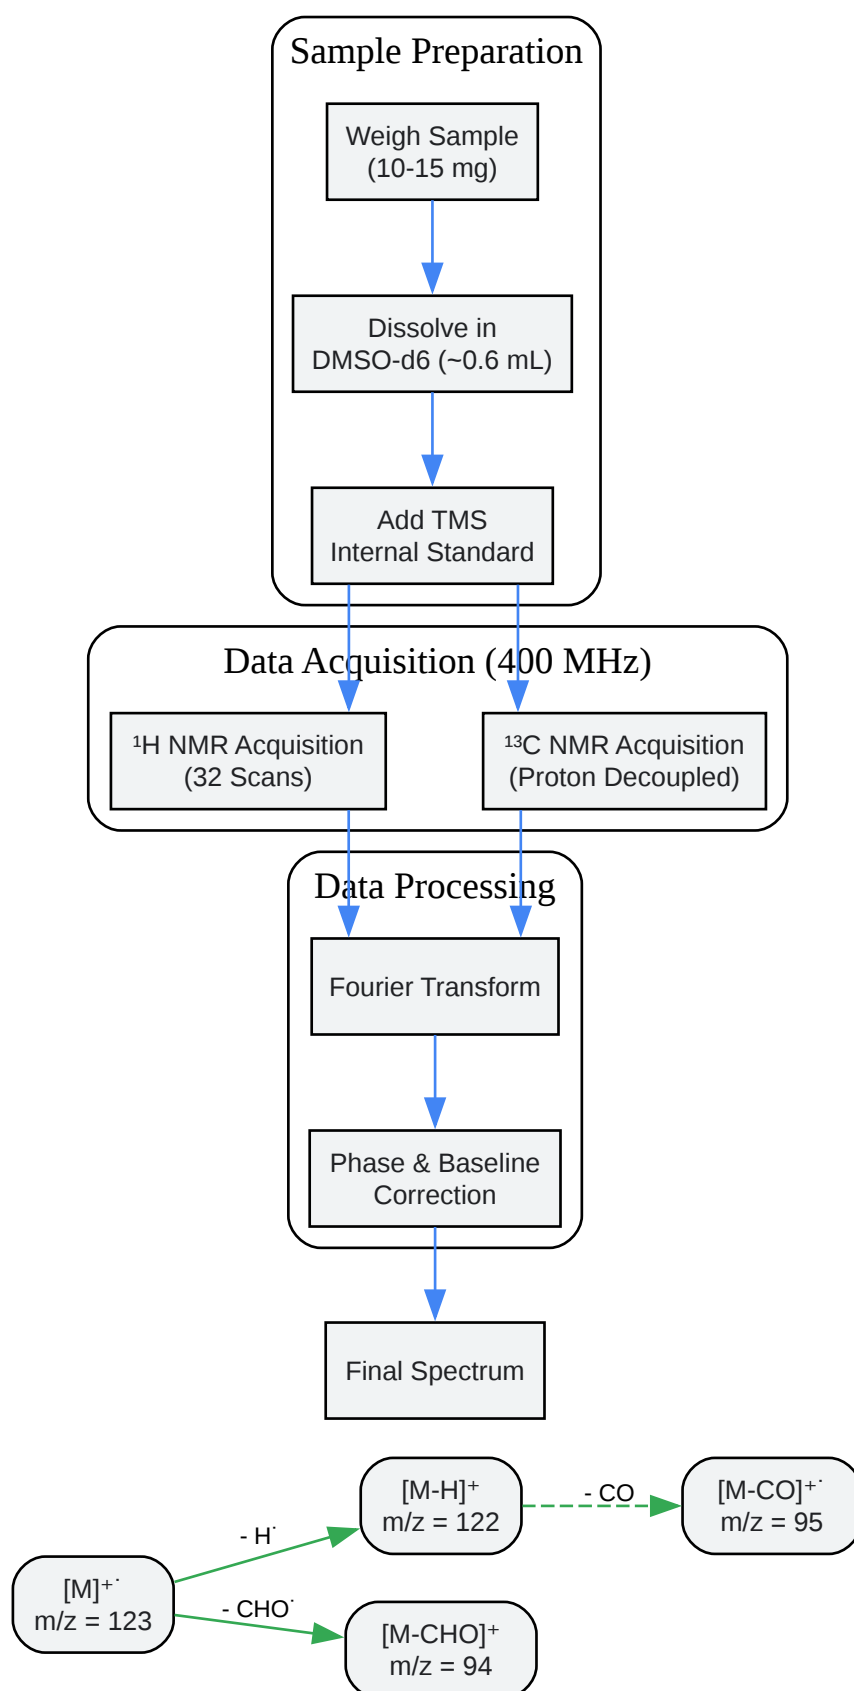 Sample Preparation
Weigh Sample
(10-15 mg)
Dissolve in
DMSO-d6 (~0.6 mL)
Add TMS
Internal Standard
Data Acquisition (400 MHz)
¹H NMR Acquisition
(32 Scans)
¹³C NMR Acquisition
(Proton Decoupled)
Data Processing
Fourier Transform
Phase & Baseline
Correction
Final Spectrum
[M]⁺˙
m/z = 123
- H˙
[M-H]⁺
m/z = 122
- CO
[M-CO]⁺˙
m/z = 95
- CHO˙
[M-CHO]⁺
m/z = 94